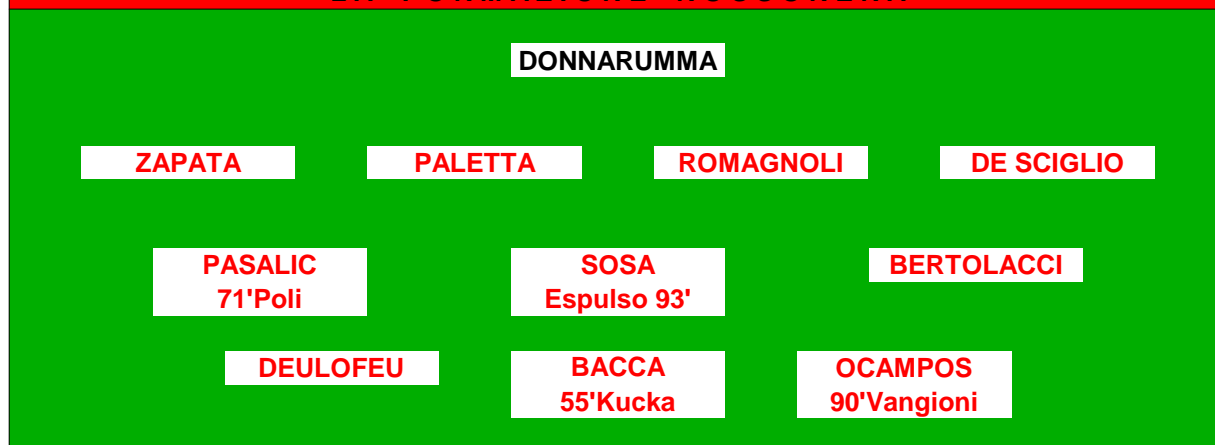 DONNARUMMA
ZAPATA PALETTA ROMAGNOLI DE SCIGLIO
PASALIC SOSA BERTOLACCI
71'Poli Espulso 93'
DEULOFEU BACCA OCAMPOS
55'Kucka 90'Vangioni